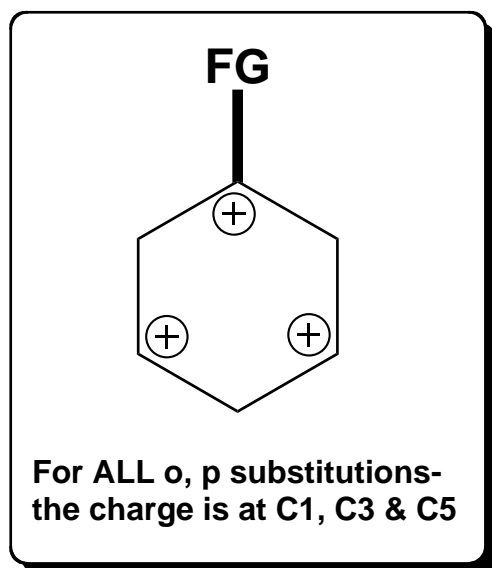 FG
+
+ +
For ALL o, p substitutions-
the charge is at C1, C3 & C5